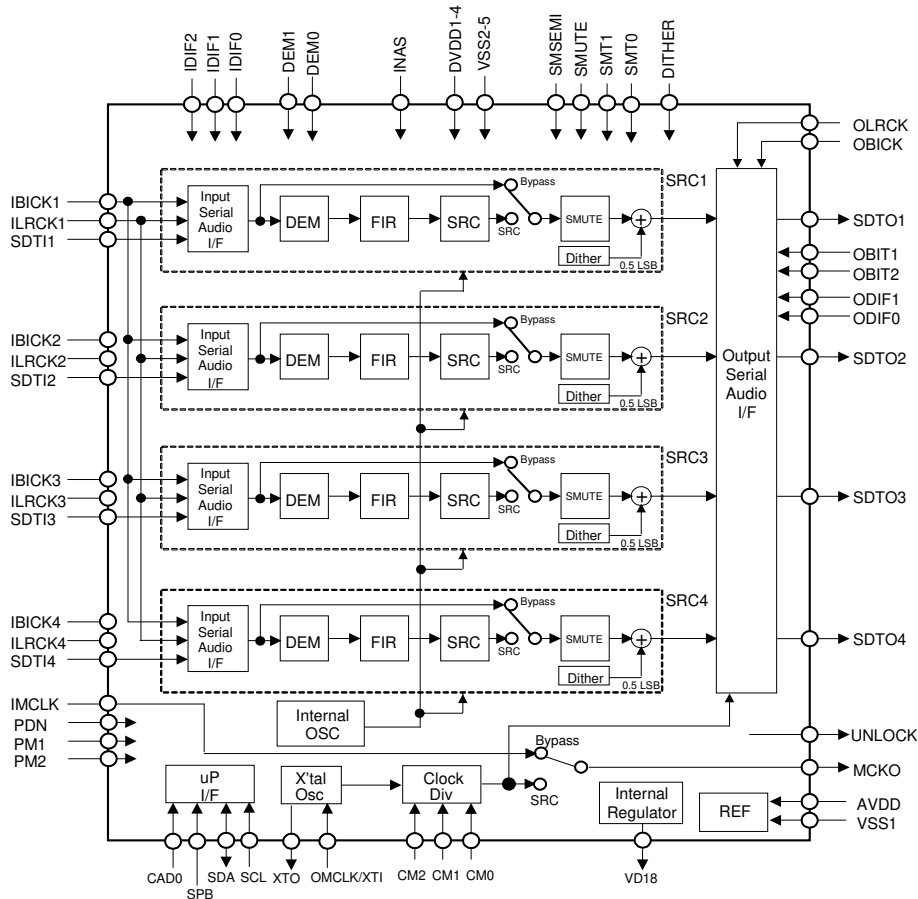 IDIF2
IDIF1
IDIF0
DEM1
DEM0
INAS
DVDD1-4
VSS2-5
SMSEMI
SMUTE
SMT1
SMT0
DITHER
OLRCK
OBICK
SRC1
IBICK1
ILRCK1
SDTI1
Input
Serial
Audio
I/F
DEM
FIR
SRC
Bypass
SRC
SMUTE
Dither
0.5 LSB
SDTO1
OBIT1
OBIT2
ODIF1
ODIF0
SRC2
IBICK2
ILRCK2
SDTI2
Input
Serial
Audio
I/F
DEM
FIR
SRC
Bypass
SRC
SMUTE
Dither
0.5 LSB
Output
Serial
Audio
I/F
SDTO2
SRC3
IBICK3
ILRCK3
SDTI3
Input
Serial
Audio
I/F
DEM
FIR
SRC
Bypass
SRC
SMUTE
Dither
0.5 LSB
SDTO3
SRC4
IBICK4
ILRCK4
SDTI4
Input
Serial
Audio
I/F
DEM
FIR
SRC
Bypass
SRC
SMUTE
Dither
0.5 LSB
SDTO4
IMCLK
PDN
PM1
PM2
Internal
OSC
Bypass
SRC
UNLOCK
MCKO
uP
I/F
X'tal
Osc
Clock
Div
Internal
Regulator
REF
AVDD
VSS1
CAD0
SPB
SDA
SCL
XTO
OMCLK/XTI
CM2
CM1
CM0
VD18